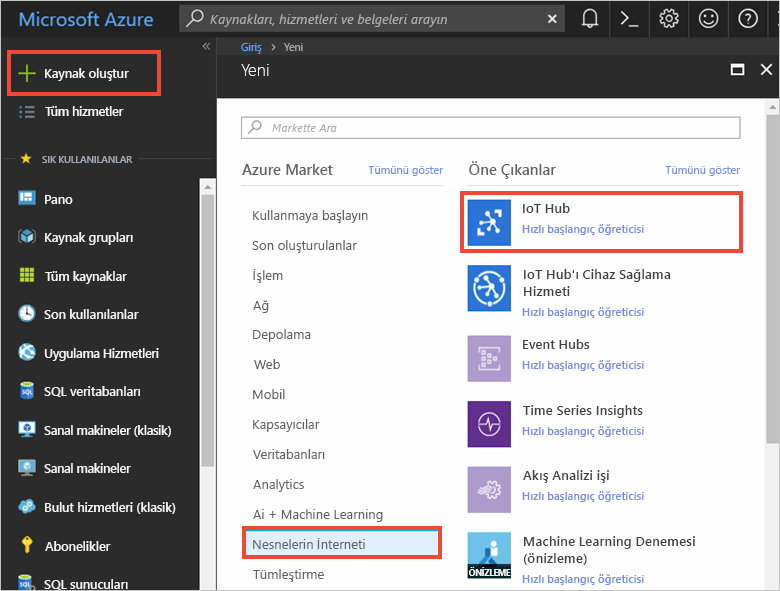 Microsoft Azure
Kaynakları, hizmetleri ve belgeleri arayın
Kaynak oluştur
Tüm hizmetler
SIK KULLANILANLAR
Pano
Kaynak grupları
Tüm kaynaklar
Son kullanılanlar
Uygulama Hizmetleri
SQL veritabanları
Sanal makineler (klasik)
Sanal makineler
Bulut hizmetleri (klasik)
Abonelikler
SQL sunucuları
Giriş > Yeni
Yeni
Markette Ara
Azure Market
Tümünü göster
Kullanmaya başlayın
Son oluşturulanlar
İşlem
Ağ
Depolama
Web
Mobil
Kapsayıcılar
Veritabanları
Analytics
Ai + Machine Learning
Nesnelerin İnterneti
Tümleştirme
Öne Çıkanlar
Tümünü göster
IoT Hub
Hızlı başlangıç öğreticisi
IoT Hub'ı Cihaz Sağlama
Hizmeti
Hızlı başlangıç öğreticisi
Event Hubs
Hızlı başlangıç öğreticisi
Time Series Insights
Hızlı başlangıç öğreticisi
Akış Analizi işi
Hızlı başlangıç öğreticisi
ÖNİZLEME
Machine Learning Denemesi
(önizleme)
Hızlı başlangıç öğreticisi